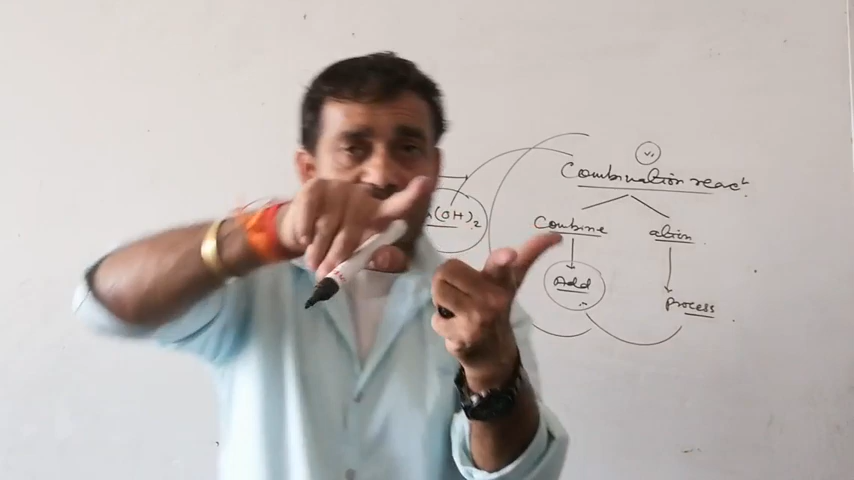 (v)
Combination react
(OH)2
Combine ation
Add
process